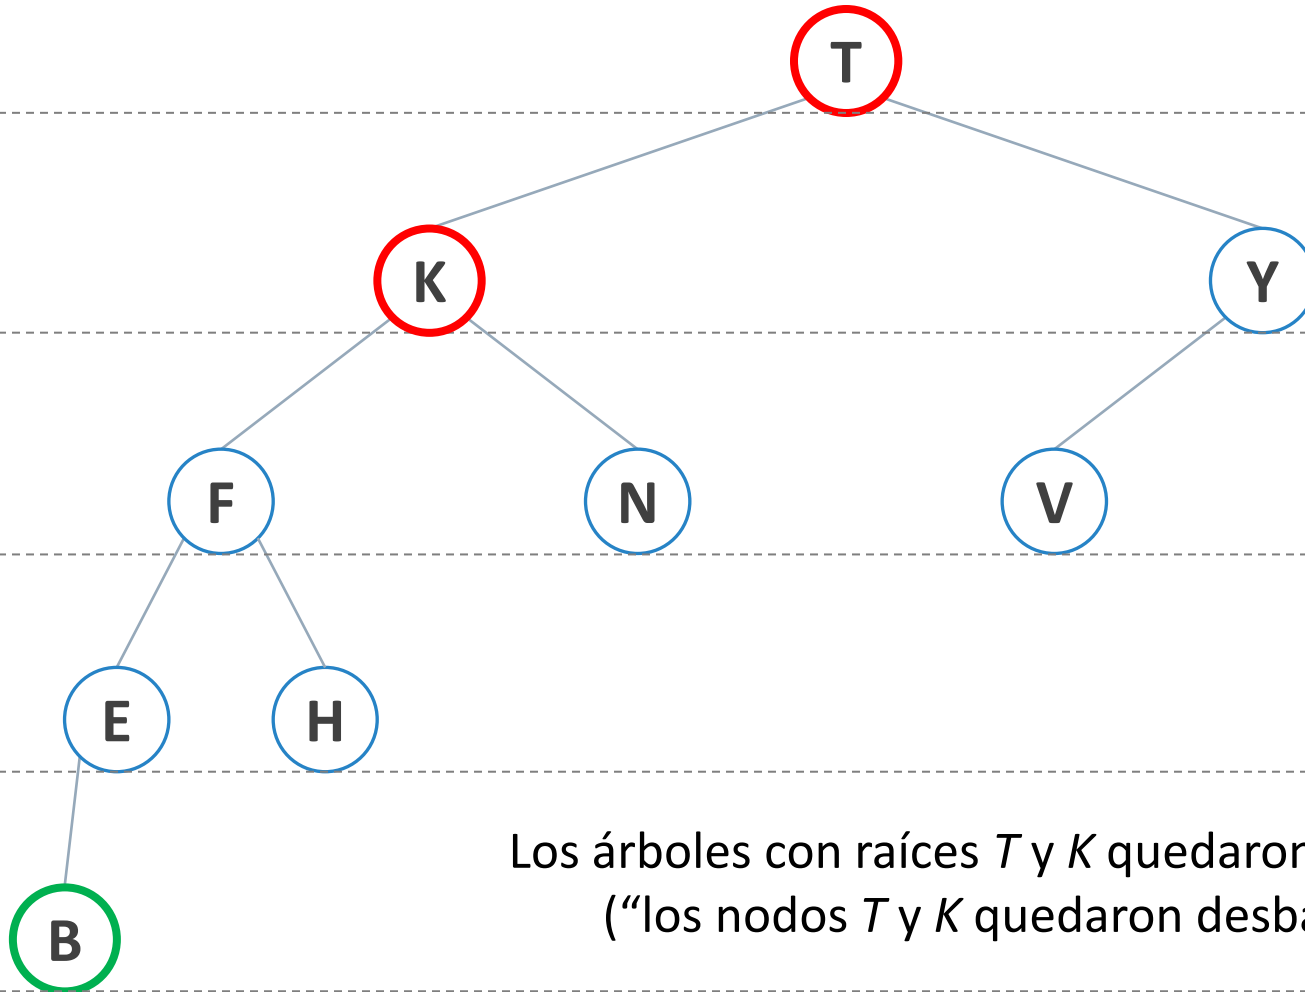 T
K
Y
F
N
V
E
H
Los árboles con raíces T y K quedaron
(“los nodos T y K quedaron
B